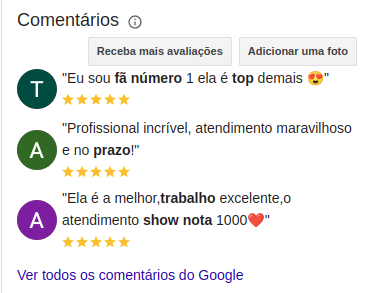 Comentários
Receba mais avaliações Adicionar uma foto
T
"Eu sou fã número 1 ela é top demais 😍"
A
"Profissional incrível, atendimento maravilhoso
e no prazo!"
A
"Ela é a melhor,trabalho excelente,o
atendimento show nota 1000❤️"
Ver todos os comentários do Google